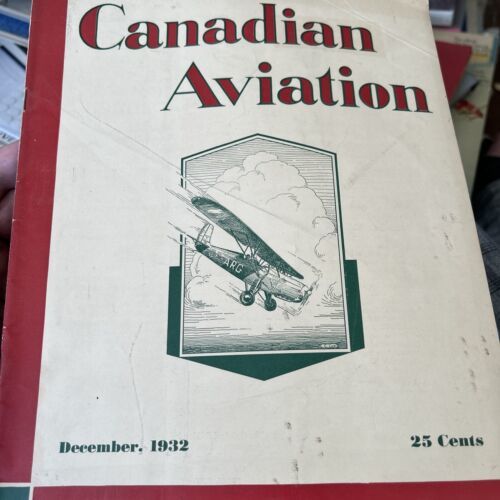 Canadian
Aviation
ARG
December, 1932
25 Cents